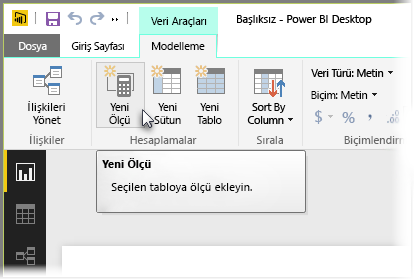 Veri Araçları
Başlıksız - Power BI Desktop
Dosya
Giriş Sayfası
Modelleme
İlişkileri
Yönet
Yeni
Ölçü
Yeni
Sütun
Yeni
Tablo
Sort By
Column
Veri Türü: Metin
Biçim: Metin
$ % ,
İlişkiler
Hesaplamalar
Sırala
Biçimlendirm
Yeni Ölçü
Seçilen tabloya ölçü ekleyin.